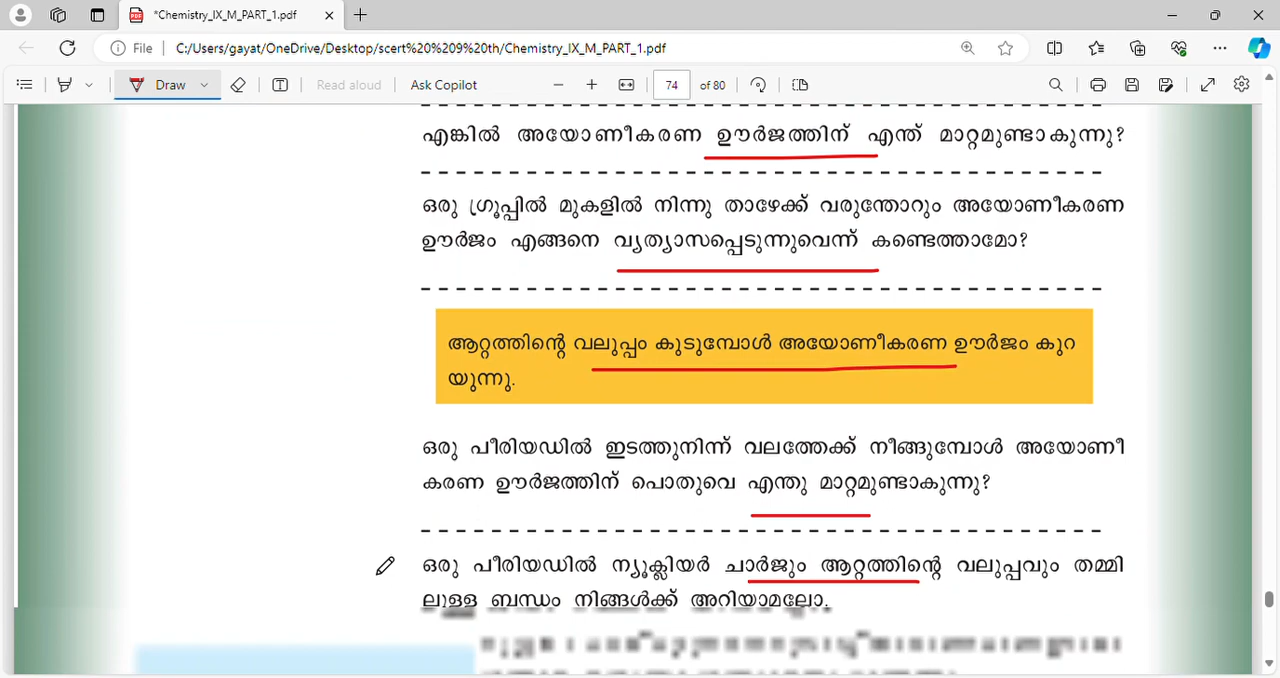 *Chemistry_IX_M_PART_1.pdf
File C:/Users/gayat/OneDrive/Desktop/scert%20%209%20th/Chemistry_IX_M_PART_1.pdf
Draw Read aloud Ask Copilot 74 of 80
എങ്കിൽ അയോണീകരണ ഊർജത്തിന് എന്ത് മാറ്റമുണ്ടാകുന്നു?
ഒരു ഗ്രൂപ്പിൽ മുകളിൽ നിന്നു താഴേക്ക് വരുന്തോറും അയോണീകരണ
ഊർജം എങ്ങനെ വ്യത്യാസപ്പെടുന്നുവെന്ന് കണ്ടെത്താമോ?
ആറ്റത്തിന്റെ വലുപ്പം കൂടുമ്പോൾ അയോണീകരണ ഊർജം കുറ
യുന്നു.
ഒരു പീരിയഡിൽ ഇടത്തുനിന്ന് വലത്തേക്ക് നീങ്ങുമ്പോൾ അയോണീ
കരണ ഊർജത്തിന് പൊതുവെ എന്തു മാറ്റമുണ്ടാകുന്നു?
ഒരു പീരിയഡിൽ ന്യൂക്ലിയർ ചാർജും ആറ്റത്തിന്റെ വലുപ്പവും തമ്മി
ലുള്ള ബന്ധം നിങ്ങൾക്ക് അറിയാമല്ലോ.